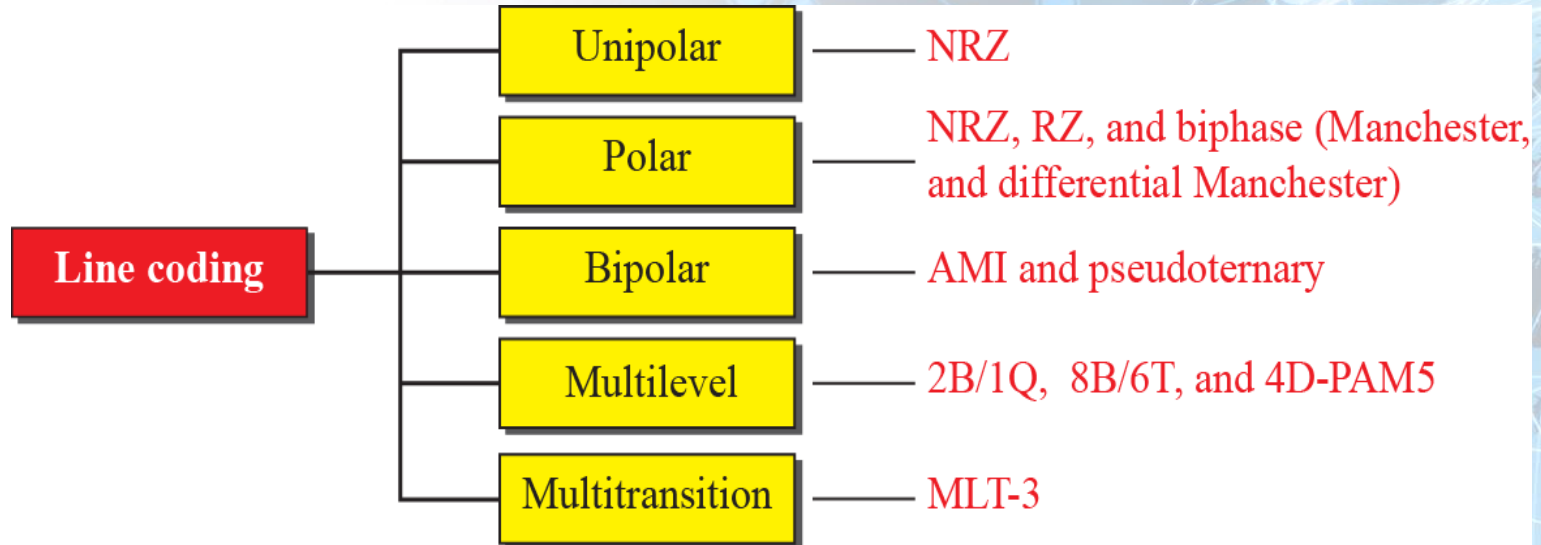 Line coding
Unipolar
NRZ
Polar
NRZ, RZ, and biphase (Manchester,
and differential Manchester)
Bipolar
AMI and pseudoternary
Multilevel
2B/1Q, 8B/6T, and 4D-PAM5
Multitransition
MLT-3